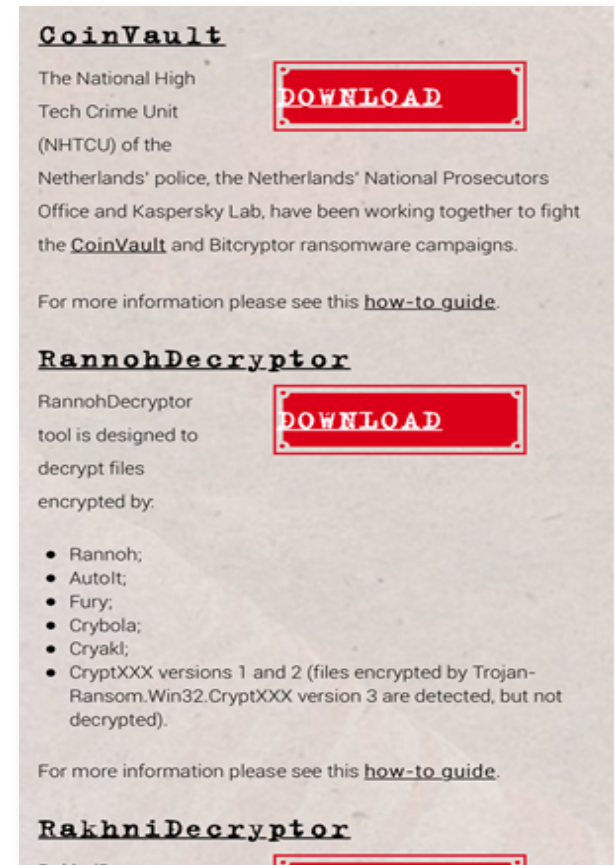 CoinVault
The National High
DOWNLOAD
Tech Crime Unit
(NHTCU) of the
Netherlands' police, the Netherlands' National Prosecutors
Office and Kaspersky Lab, have been working together to fight
the CoinVault and Bitcryptor ransomware campaigns.
For more information please see this how-to guide.
RannohDecryptor
RannohDecryptor
DOWNLOAD
tool is designed to
decrypt files
encrypted by:
• Rannoh;
• AutoIt;
• Fury;
• Crybola;
• Cryakl;
• CryptXXX versions 1 and 2 (files encrypted by Trojan-
Ransom.Win32.CryptXXX version 3 are detected, but not
decrypted).
For more information please see this how-to guide.
RakhniDecryptor